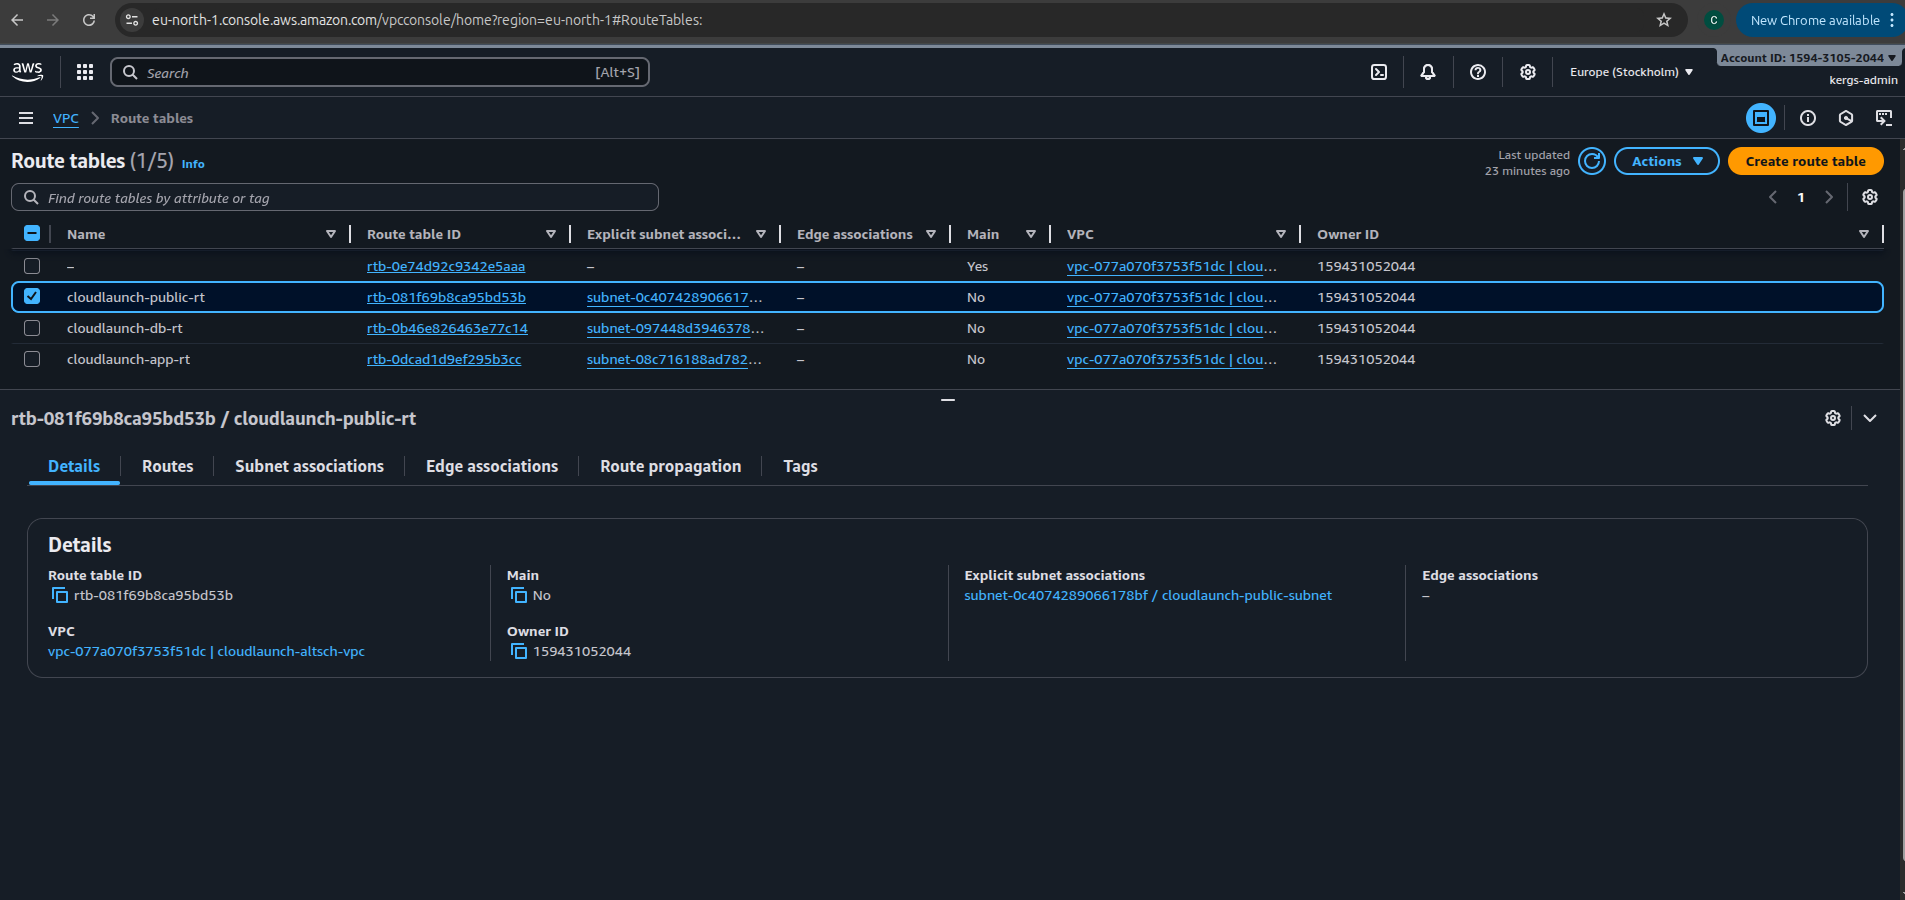 eu-north-1.console.aws.amazon.com/vpcconsole/home?region=eu-north-1#RouteTables:
C
New Chrome available
aws
Search
[Alt+S]
Europe (Stockholm)
Account ID: 1594-3105-2044
kergs-admin
VPC
Route tables
Route tables (1/5) Info
Last updated
23 minutes ago
Actions
Create route table
Find route tables by attribute or tag
1
Name Route table ID Explicit subnet associ... Edge associations Main VPC Owner ID
– rtb-0e74d92c9342e5aaa – – Yes vpc-077a070f3753f51dc | clou... 159431052044
cloudlaunch-public-rt rtb-081f69b8ca95bd53b subnet-0c407428906617... – No vpc-077a070f3753f51dc | clou... 159431052044
cloudlaunch-db-rt rtb-0b46e826463e77c14 subnet-097448d3946378... – No vpc-077a070f3753f51dc | clou... 159431052044
cloudlaunch-app-rt rtb-0dcad1d9ef295b3cc subnet-08c716188ad782... – No vpc-077a070f3753f51dc | clou... 159431052044
rtb-081f69b8ca95bd53b / cloudlaunch-public-rt
Details Routes Subnet associations Edge associations Route propagation Tags
Details
Route table ID
rtb-081f69b8ca95bd53b
VPC
vpc-077a070f3753f51dc | cloudlaunch-altsch-vpc
Main
No
Owner ID
159431052044
Explicit subnet associations
subnet-0c4074289066178bf / cloudlaunch-public-subnet
Edge associations
–